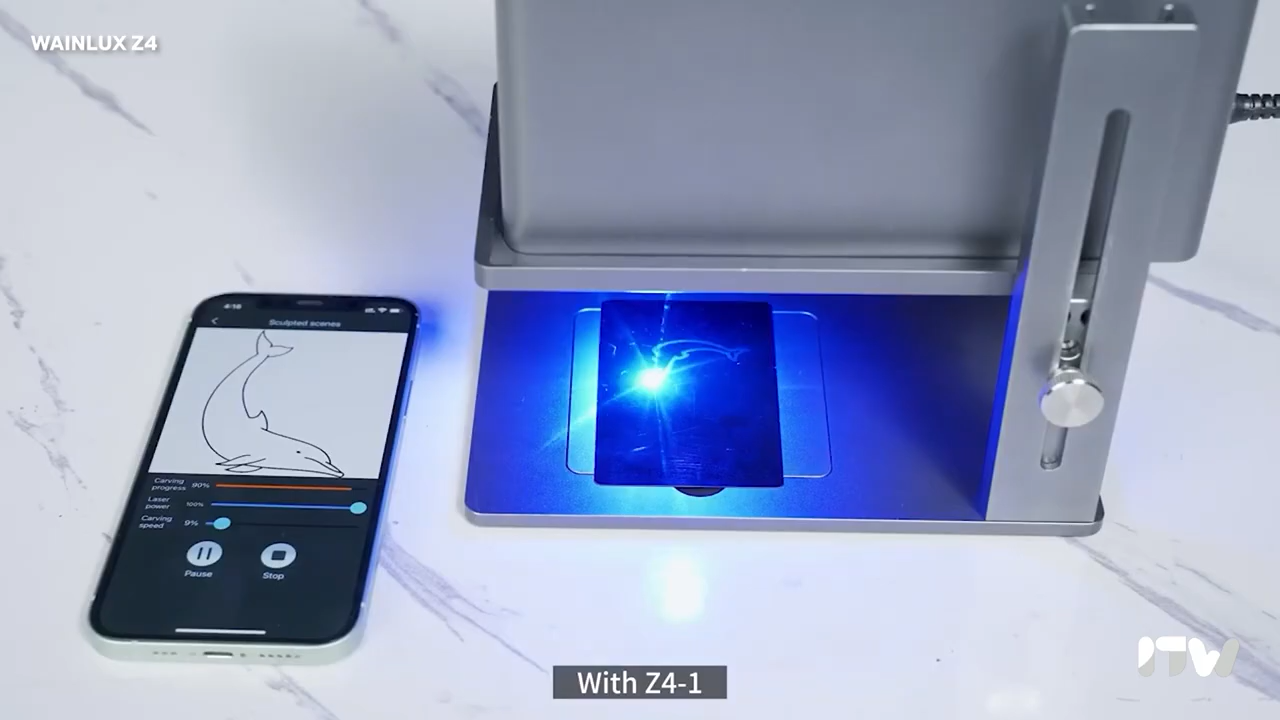 WAINLUX Z4
4:16
Sculpted scenes
Carving
progress 90%
Laser
power 100%
Carving
speed 9%
Pause
Stop
With Z4-1
ITW